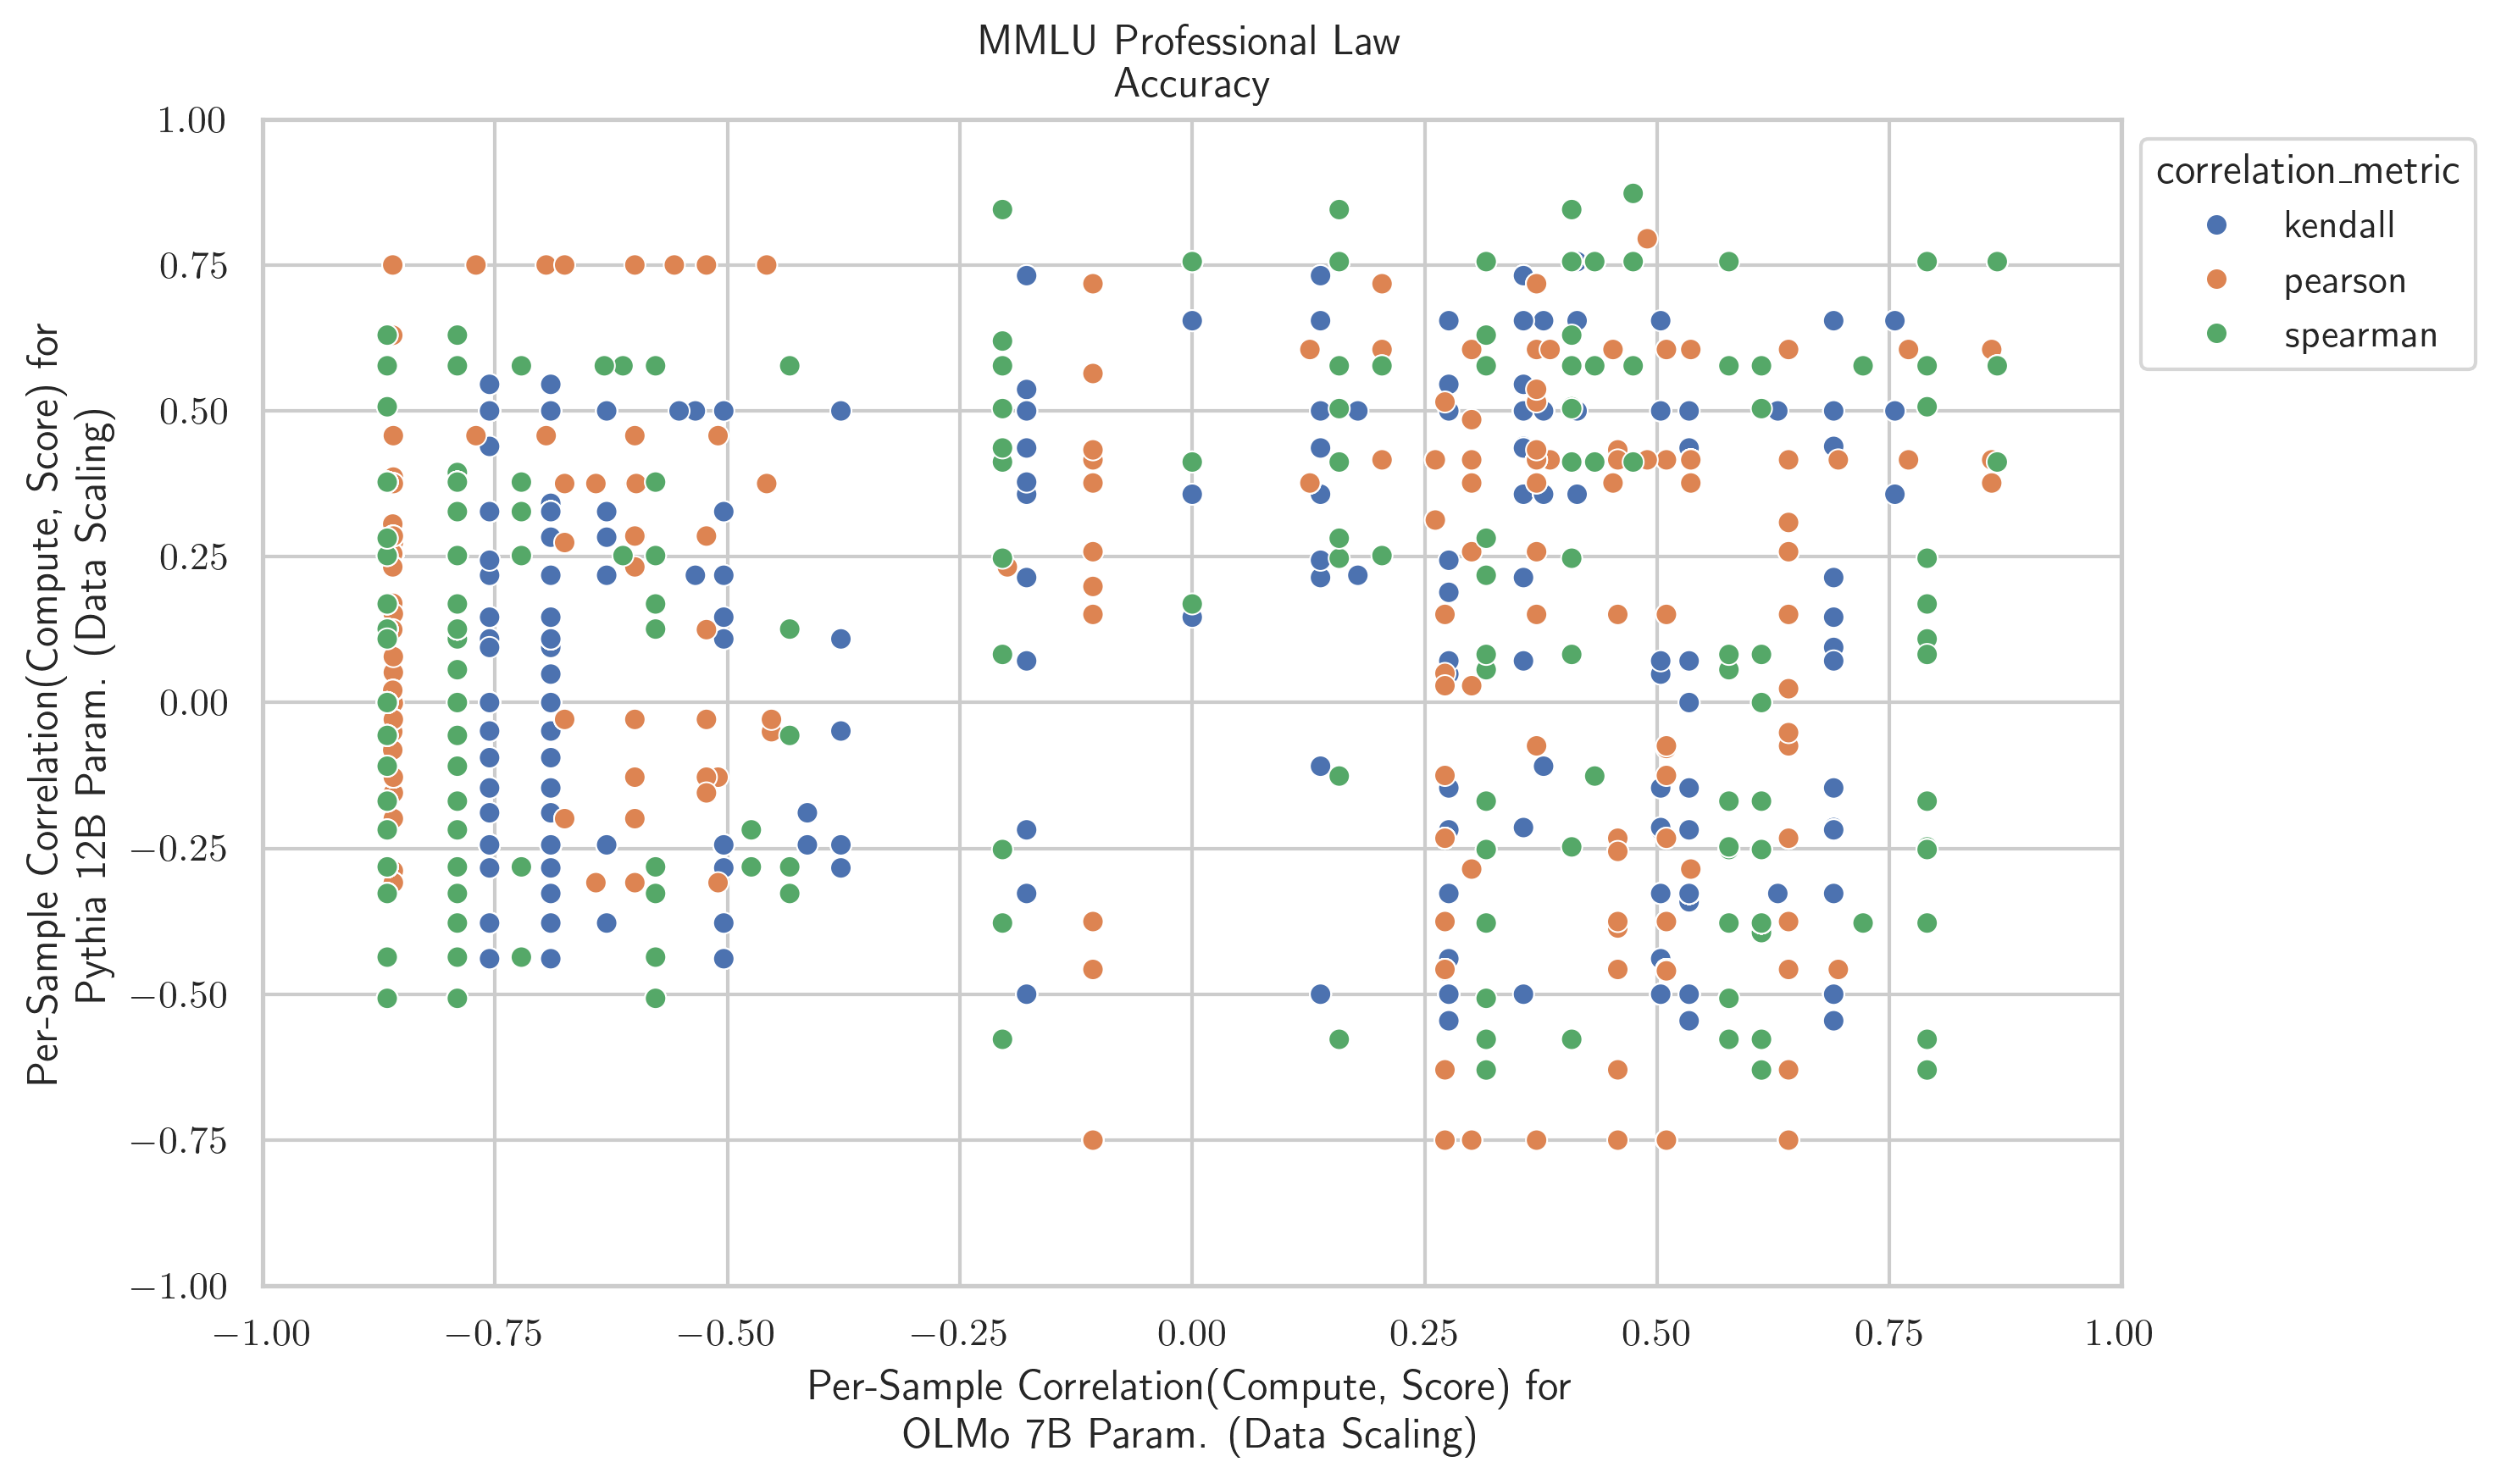 MMLU Professional Law
Accuracy
Per-Sample Correlation(Compute, Score) for
Pythia 12B Param. (Data Scaling)
1.00
0.75
0.50
0.25
0.00
−0.25
−0.50
−0.75
−1.00
−1.00
−0.75
−0.50
−0.25
0.00
0.25
0.50
0.75
1.00
Per-Sample Correlation(Compute, Score) for
OLMo 7B Param. (Data Scaling)
correlation_metric
kendall
pearson
spearman